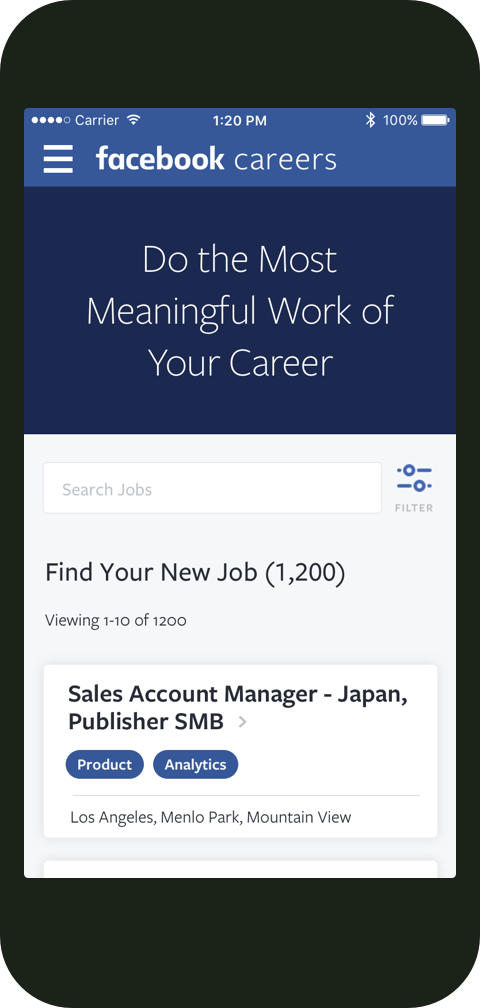 Carrier 1:20 PM 100%
facebook careers
Do the Most
Meaningful Work of
Your Career
Search Jobs
FILTER
Find Your New Job (1,200)
Viewing 1-10 of 1200
Sales Account Manager - Japan,
Publisher SMB
Product Analytics
Los Angeles, Menlo Park, Mountain View